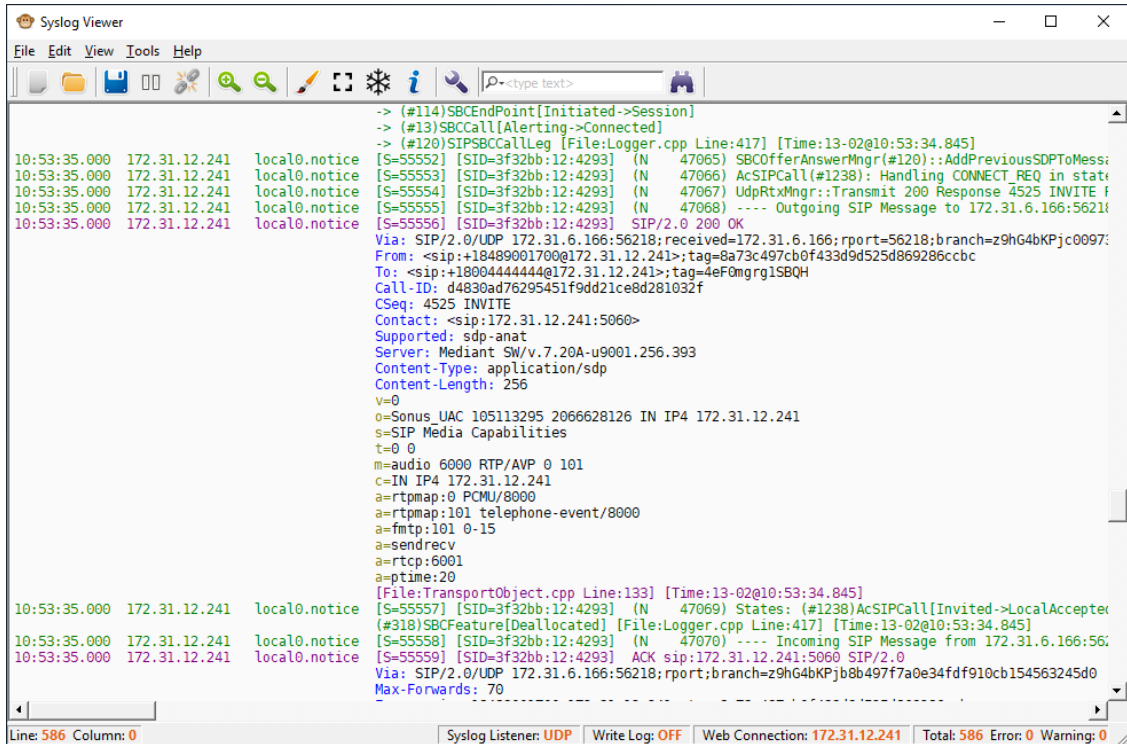 Syslog Viewer
File Edit View Tools Help
<type text>
-> (#114)SBCEndPoint[Initiated->Session]
-> (#13)SBCCall[Alerting->Connected]
-> (#120)SIPSBCCallLeg [File:Logger.cpp Line:417] [Time:13-02@10:53:34.845]
10:53:35.000 172.31.12.241 local0.notice [S=55552] [SID=3f32bb:12:4293] (N 47065) SBCOfferAnswerMngr(#120)::AddPreviousSDPToMessa
10:53:35.000 172.31.12.241 local0.notice [S=55553] [SID=3f32bb:12:4293] (N 47066) AcSIPCall(#1238): Handling CONNECT_REQ in state
10:53:35.000 172.31.12.241 local0.notice [S=55554] [SID=3f32bb:12:4293] (N 47067) UdpRtxMngr::Transmit 200 Response 4525 INVITE
10:53:35.000 172.31.12.241 local0.notice [S=55555] [SID=3f32bb:12:4293] (N 47068) ---- Outgoing SIP Message to 172.31.6.166:56218
10:53:35.000 172.31.12.241 local0.notice [S=55556] [SID=3f32bb:12:4293] SIP/2.0 200 OK
Via: SIP/2.0/UDP 172.31.6.166:56218;received=172.31.6.166;rport=56218;branch=z9hG4bKPjc00973
From: <sip:+18489001700@172.31.12.241>;tag=8a73c497cb0f433d9d525d869286ccbc
To: <sip:+18004444444@172.31.12.241>;tag=4eF0mgrg1SBQH
Call-ID: d4830ad76295451f9dd21ce8d281032f
CSeq: 4525 INVITE
Contact: <sip:172.31.12.241:5060>
Supported: sdp-anat
Server: Mediant SW/v.7.20A-u9001.256.393
Content-Type: application/sdp
Content-Length: 256
v=0
o=Sonus_UAC 105113295 2066628126 IN IP4 172.31.12.241
s=SIP Media Capabilities
t=0 0
m=audio 6000 RTP/AVP 0 101
c=IN IP4 172.31.12.241
a=rtpmap:0 PCMU/8000
a=rtpmap:101 telephone-event/8000
a=fmtp:101 0-15
a=sendrecv
a=rtcp:6001
a=ptime:20
[File:TransportObject.cpp Line:133] [Time:13-02@10:53:34.845]
10:53:35.000 172.31.12.241 local0.notice [S=55557] [SID=3f32bb:12:4293] (N 47069) States: (#1238)AcSIPCall[Invited->LocalAccepted
(#318)SBCFeature[Deallocated] [File:Logger.cpp Line:417] [Time:13-02@10:53:34.845]
10:53:35.000 172.31.12.241 local0.notice [S=55558] [SID=3f32bb:12:4293] (N 47070) ---- Incoming SIP Message from 172.31.6.166:562
10:53:35.000 172.31.12.241 local0.notice [S=55559] [SID=3f32bb:12:4293] ACK sip:172.31.12.241:5060 SIP/2.0
Via: SIP/2.0/UDP 172.31.6.166:56218;rport;branch=z9hG4bKPjb8b497f7a0e34fdf910cb154563245d0
Max-Forwards: 70
Line: 586 Column: 0 Syslog Listener: UDP Write Log: OFF Web Connection: 172.31.12.241 Total: 586 Error: 0 Warning: 0